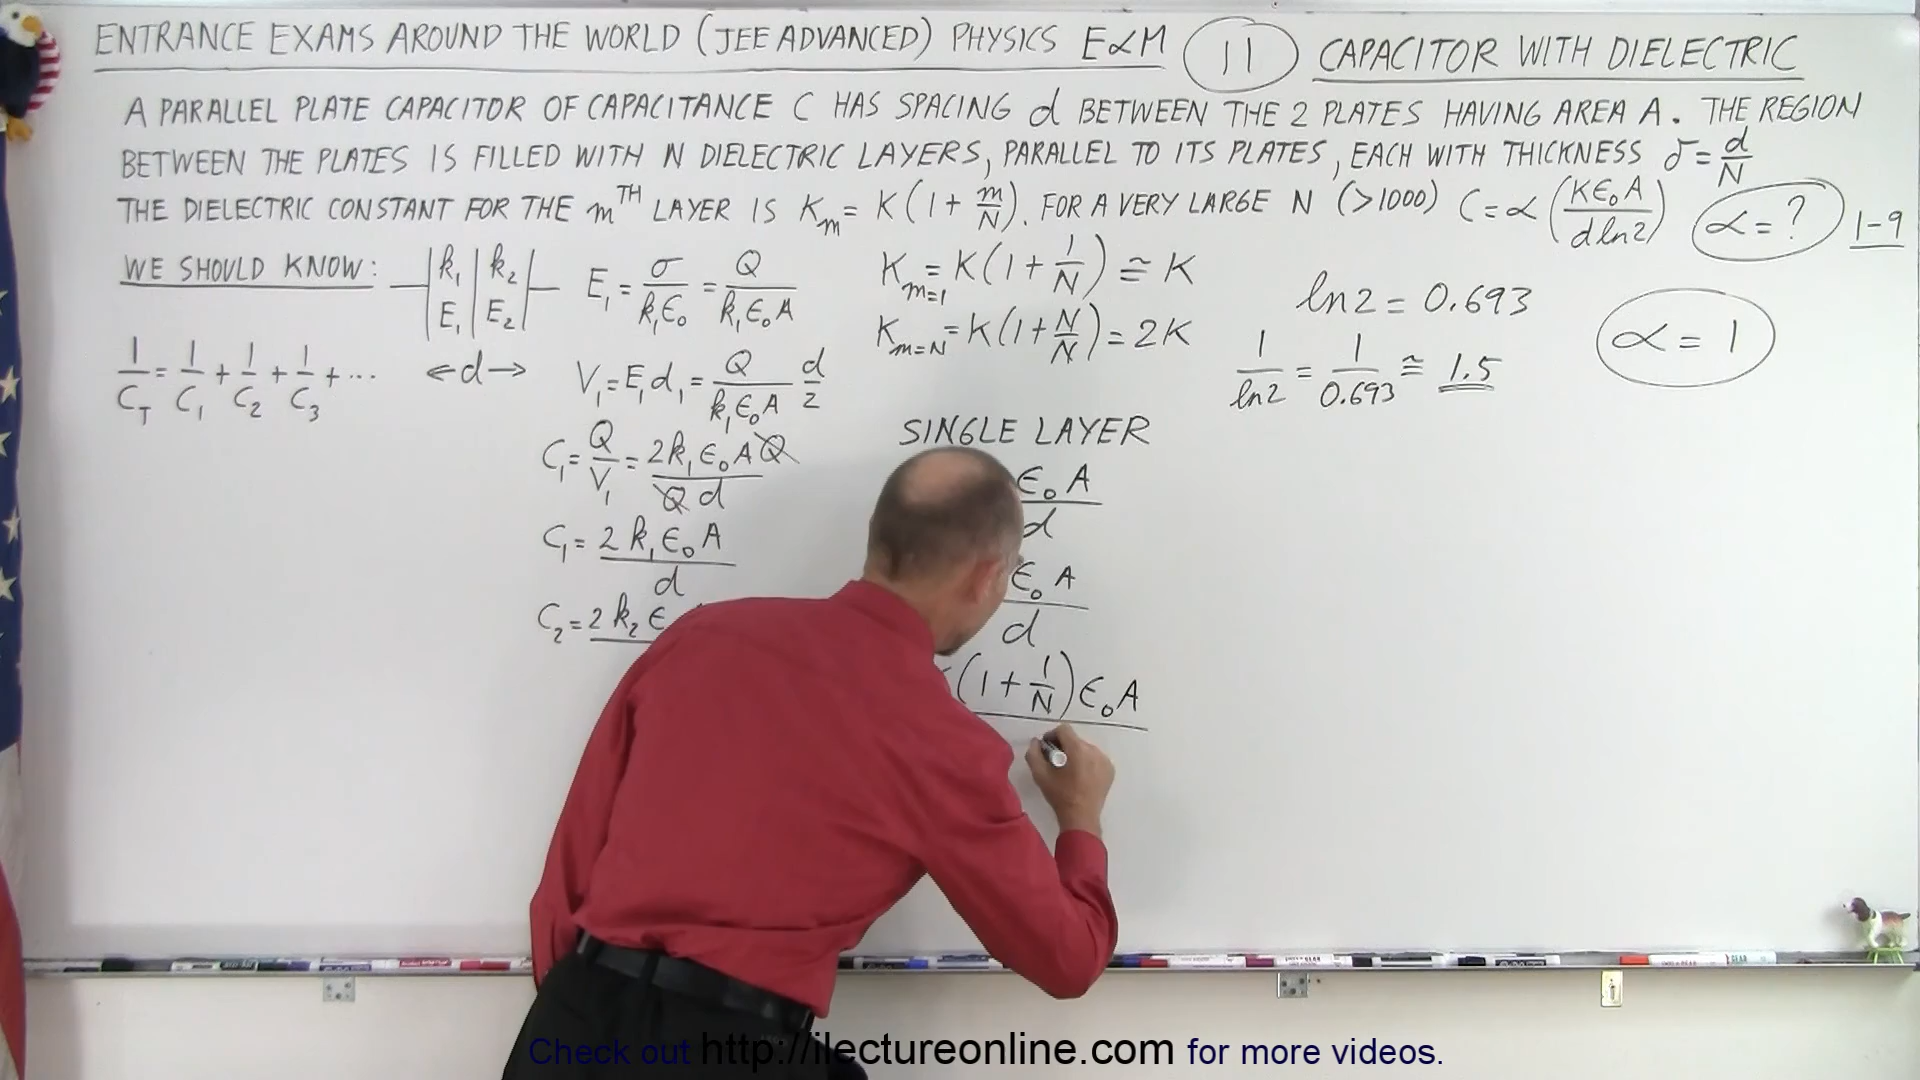 ENTRANCE EXAMS AROUND THE WORLD (JEE ADVANCED) PHYSICS E&M 11 CAPACITOR WITH DIELECTRIC
A PARALLEL PLATE CAPACITOR OF CAPACITANCE C HAS SPACING d BETWEEN THE 2 PLATES HAVING AREA A. THE REGION
BETWEEN THE PLATES IS FILLED WITH N DIELECTRIC LAYERS, PARALLEL TO ITS PLATES, EACH WITH THICKNESS δ = d/N
THE DIELECTRIC CONSTANT FOR THE m^TH LAYER IS K_m = K(1 + m/N). FOR A VERY LARGE N (>1000) C = α (Kε₀A / d ln2) α = ? 1-9
WE SHOULD KNOW: k₁ k₂
E₁ E₂
E₁ = σ/(k₁ε₀) = Q/(k₁ε₀A)
K_m=1 = K(1 + 1/N) ≅ K
K_m=N = K(1 + N/N) = 2K
ln2 = 0.693
1/ln2 = 1/0.693 ≅ 1.5
α = 1
1/C_T = 1/C₁ + 1/C₂ + 1/C₃ + ...
←d→
V₁ = E₁d₁ = Q/(k₁ε₀A) d/2
C₁ = Q/V₁ = 2k₁ε₀AQ/(Qd)
C₁ = 2k₁ε₀A/d
C₂ = 2k₂ε
SINGLE LAYER
ε₀A
d
ε₀A
d
(1 + 1/N)ε₀A
Check out http://ilectureonline.com for more videos.